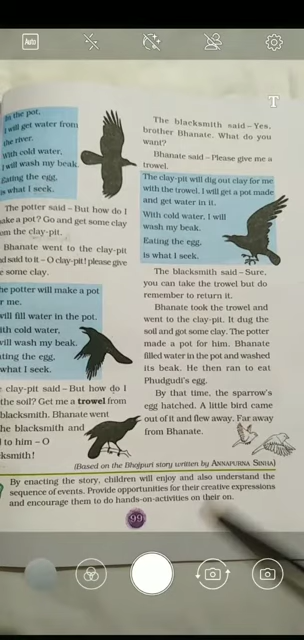 Auto
T
In the pot,
I will get water from
the river.
With cold water,
I will wash my beak.
Eating the egg,
is what I seek.
The potter said – But how do I
make a pot? Go and get some clay
from the clay-pit.
Bhanate went to the clay-pit
and said to it – O clay-pit! please give
me some clay.
The potter will make a pot
for me.
will fill water in the pot.
With cold water,
will wash my beak.
Eating the egg,
what I seek.
clay-pit said – But how do I
the soil? Get me a trowel from
blacksmith. Bhanate went
the blacksmith and
to him – O
blacksmith!
The blacksmith said – Yes,
brother Bhanate. What do you
want?
Bhanate said – Please give me a
trowel.
The clay-pit will dig out clay for me
with the trowel. I will get a pot made
and get water in it.
With cold water, I will
wash my beak.
Eating the egg,
Is what I seek.
The blacksmith said – Sure,
you can take the trowel but do
remember to return it.
Bhanate took the trowel and
went to the clay-pit. It dug the
soil and got some clay. The potter
made a pot for him. Bhanate
filled water in the pot and washed
its beak. He then ran to eat
Phudgudi's egg.
By that time, the sparrow's
egg hatched. A little bird came
out of it and flew away. Far away
from Bhanate.
(Based on the Bhojpuri story written by ANNAPURNA SINHA)
By enacting the story, children will enjoy and also understand the
sequence of events. Provide opportunities for their creative expressions
and encourage them to do hands-on-activities on their on.
99